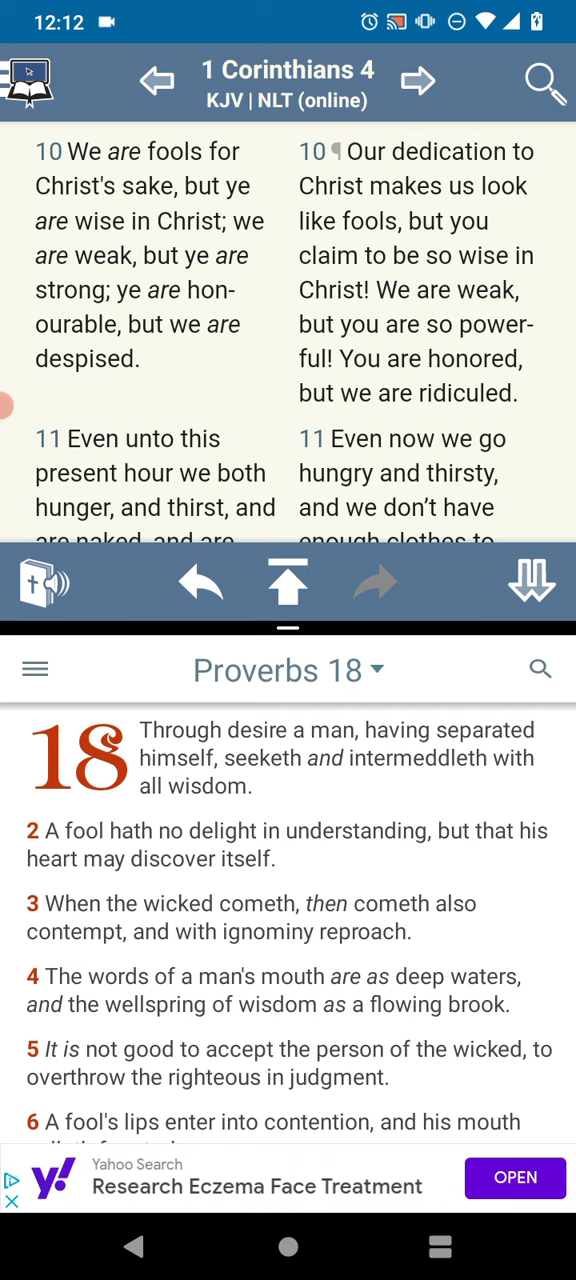 12:12
1 Corinthians 4
KJV | NLT (online)
10 We are fools for
Christ's sake, but ye
are wise in Christ; we
are weak, but ye are
strong; ye are hon-
ourable, but we are
despised.
11 Even unto this
present hour we both
hunger, and thirst, and
are naked, and are
10 ¶ Our dedication to
Christ makes us look
like fools, but you
claim to be so wise in
Christ! We are weak,
but you are so power-
ful! You are honored,
but we are ridiculed.
11 Even now we go
hungry and thirsty,
and we don’t have
enough clothes to
Proverbs 18
18 Through desire a man, having separated
himself, seeketh and intermeddleth with
all wisdom.
2 A fool hath no delight in understanding, but that his
heart may discover itself.
3 When the wicked cometh, then cometh also
contempt, and with ignominy reproach.
4 The words of a man's mouth are as deep waters,
and the wellspring of wisdom as a flowing brook.
5 It is not good to accept the person of the wicked, to
overthrow the righteous in judgment.
6 A fool's lips enter into contention, and his mouth
y!
Yahoo Search
Research Eczema Face Treatment
OPEN